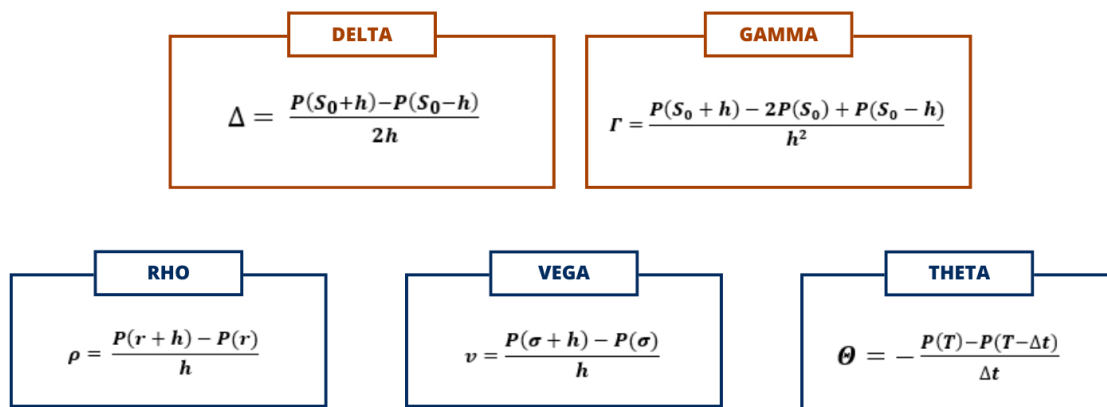 DELTA
Δ = P(S₀+h)−P(S₀−h) / 2h
GAMMA
Γ = P(S₀ + h) − 2P(S₀) + P(S₀ − h) / h²
RHO
ρ = P(r + h) − P(r) / h
VEGA
υ = P(σ + h) − P(σ) / h
THETA
Θ = − P(T)−P(T−Δt) / Δt